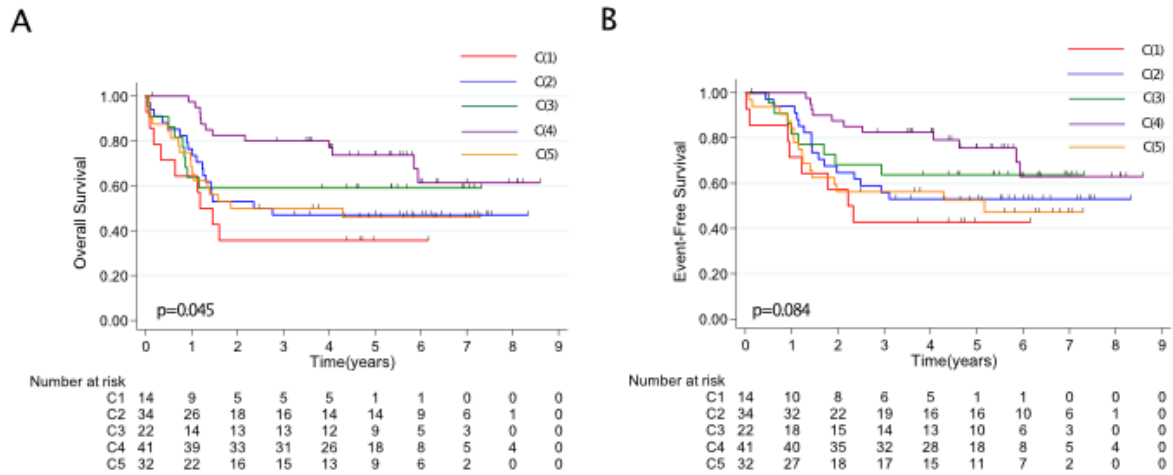 A
C(1)
C(2)
C(3)
C(4)
C(5)
Overall Survival
1.00
0.80
0.60
0.40
0.20
0.00
p=0.045
0 1 2 3 4 5 6 7 8 9
Time(years)
Number at risk
C1 14 9 5 5 5 1 1 0 0 0
C2 34 26 18 16 14 14 9 6 1 0
C3 22 14 13 13 12 9 5 3 0 0
C4 41 39 33 31 26 18 8 5 4 0
C5 32 22 16 15 13 9 6 2 0 0
B
C(1)
C(2)
C(3)
C(4)
C(5)
Event-Free Survival
1.00
0.80
0.60
0.40
0.20
0.00
p=0.084
0 1 2 3 4 5 6 7 8 9
Time(years)
Number at risk
C1 14 10 8 6 5 1 1 0 0 0
C2 34 32 22 19 16 16 10 6 1 0
C3 22 18 15 14 13 10 6 3 0 0
C4 41 40 35 32 28 18 8 5 4 0
C5 32 27 18 17 15 11 7 2 0 0